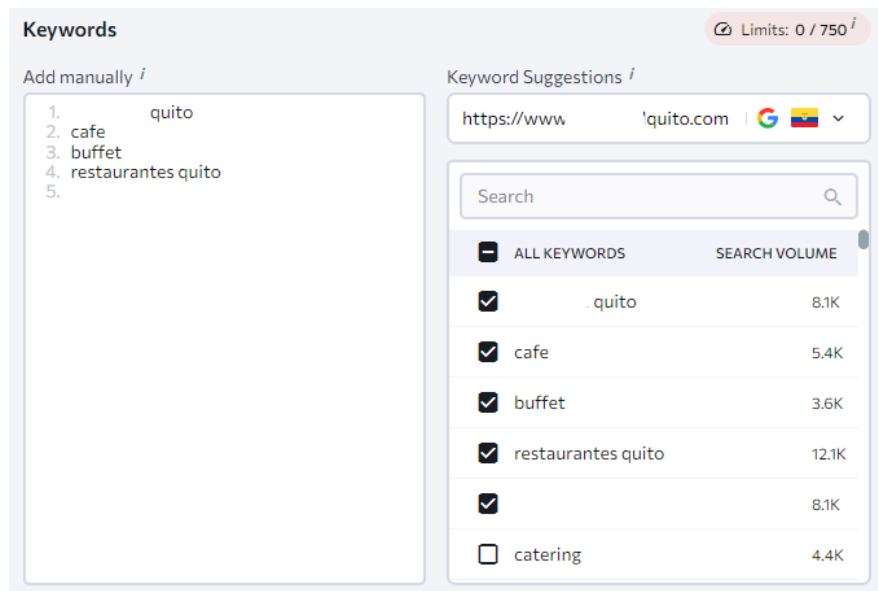 Keywords
Limits: 0 / 750 i
Add manually i
1. quito
2. cafe
3. buffet
4. restaurantes quito
5.
Keyword Suggestions i
https://www 'quito.com
Search
ALL KEYWORDS SEARCH VOLUME
quito 8.1K
cafe 5.4K
buffet 3.6K
restaurantes quito 12.1K
8.1K
catering 4.4K